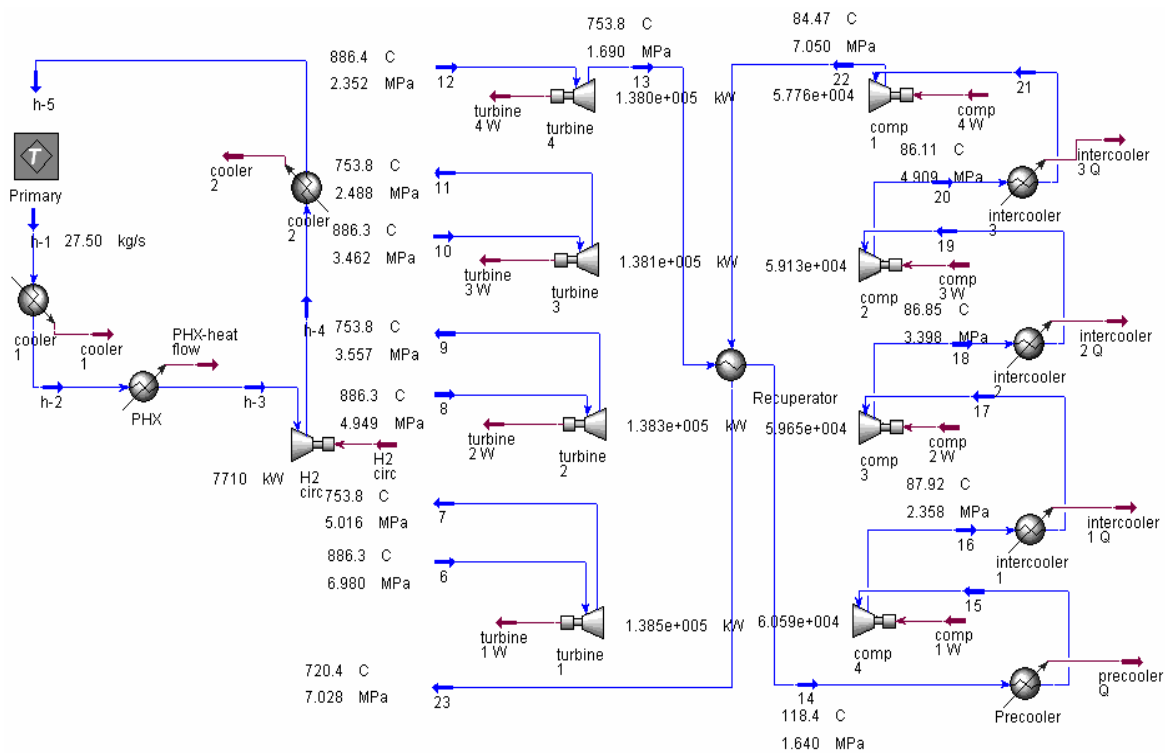 753.8 C
1.690 MPa
84.47 C
7.050 MPa
886.4 C
2.352 MPa
12
13
22
21
h-5
T
Primary
turbine
4 W
turbine
4
1.380e+005 kW
5.776e+004
comp
1
comp
4 W
cooler
2
cooler
2
753.8 C
2.488 MPa
11
86.11 C
4.909 MPa
20
intercooler
3 Q
intercooler
3
h-1
27.50 kg/s
886.3 C
3.462 MPa
10
turbine
3 W
turbine
3
1.381e+005 kW
5.913e+004
comp
2
comp
3 W
19
cooler
1
cooler
1
PHX-heat
flow
h-4
753.8 C
3.557 MPa
9
86.85 C
3.398 MPa
18
intercooler
2 Q
intercooler
2
h-2
PHX
h-3
886.3 C
4.949 MPa
8
turbine
2 W
turbine
2
1.383e+005 kW
Recuperator
5.965e+004
comp
3
comp
2 W
17
7710 kW
H2
circ
H2
circ
753.8 C
5.016 MPa
7
87.92 C
2.358 MPa
16
intercooler
1 Q
intercooler
1
886.3 C
6.980 MPa
6
turbine
1 W
turbine
1
1.385e+005 kW
6.059e+004
comp
4
comp
1 W
15
720.4 C
7.028 MPa
23
14
118.4 C
1.640 MPa
Precooler
precooler
Q